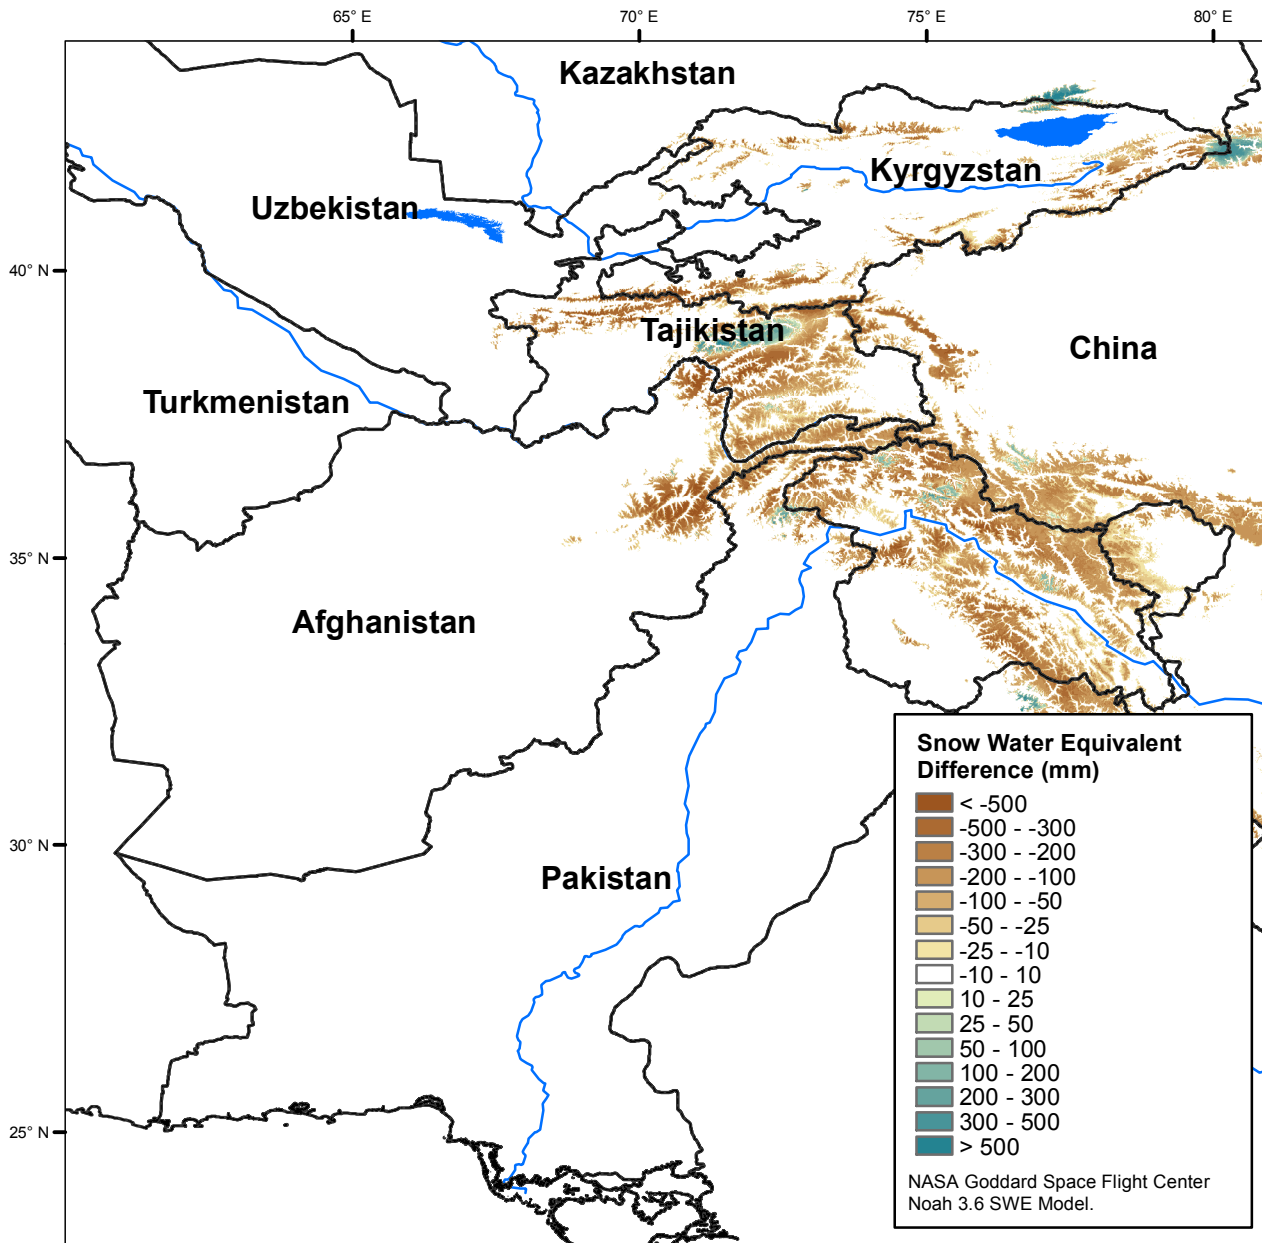 65° E
70° E
75° E
80° E
Kazakhstan
Kyrgyzstan
Uzbekistan
40° N
Tajikistan
China
Turkmenistan
35° N
Afghanistan
30° N
Pakistan
25° N
Snow Water Equivalent
Difference (mm)
< -500
-500 - -300
-300 - -200
-200 - -100
-100 - -50
-50 - -25
-25 - -10
-10 - 10
10 - 25
25 - 50
50 - 100
100 - 200
200 - 300
300 - 500
> 500
NASA Goddard Space Flight Center
Noah 3.6 SWE Model.